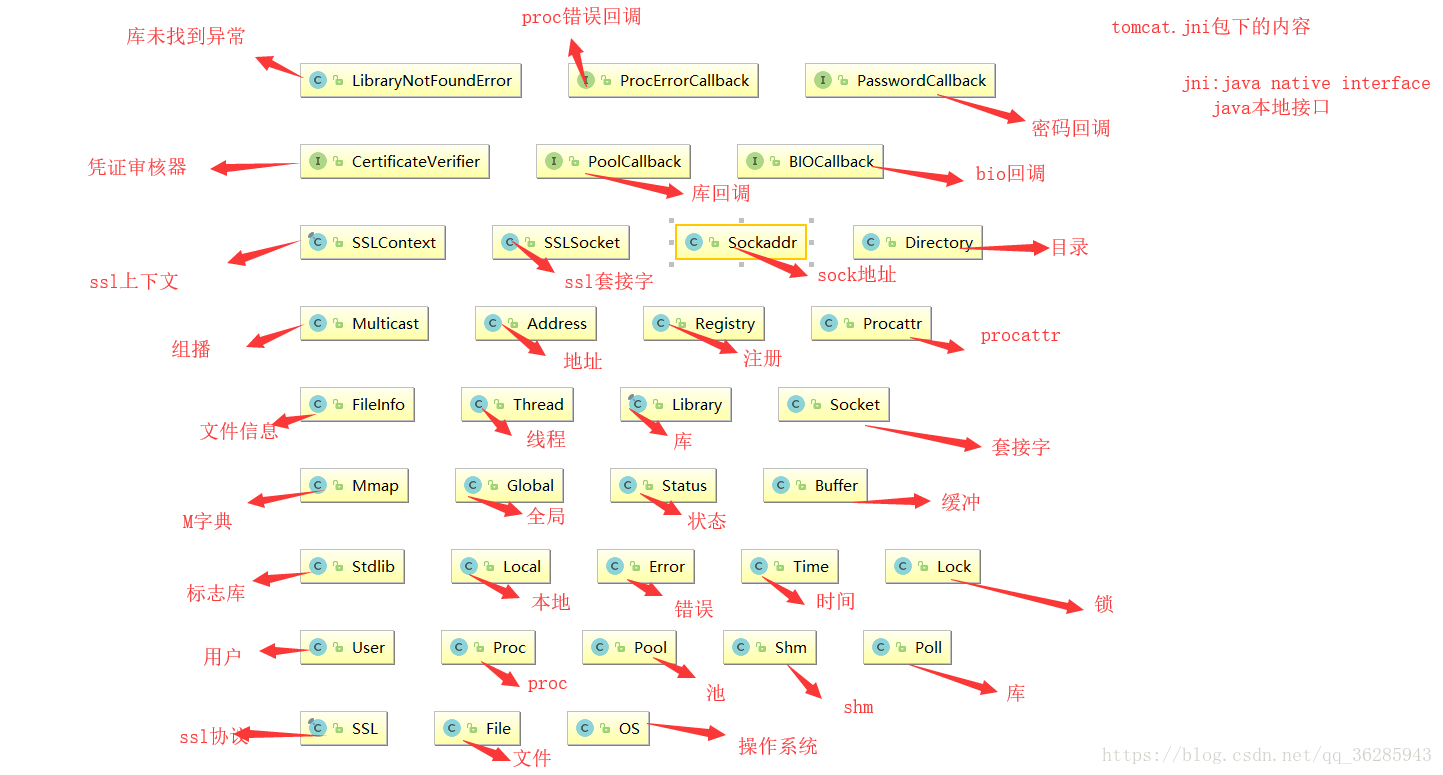 proc错误回调
tomcat.jni包下的内容
库未找到异常
LibraryNotFoundError
ProcErrorCallback
PasswordCallback
jni:java native interface
java本地接口
密码回调
凭证审核器
CertificateVerifier
PoolCallback
BIOCallback
库回调
bio回调
SSLContext
SSLSocket
Sockaddr
Directory
目录
ssl上下文
ssl套接字
sock地址
Multicast
Address
Registry
Procattr
组播
地址
注册
procattr
FileInfo
Thread
Library
Socket
文件信息
线程
库
套接字
Mmap
Global
Status
Buffer
M字典
全局
状态
缓冲
Stdlib
Local
Error
Time
Lock
标志库
本地
错误
时间
锁
User
Proc
Pool
Shm
Poll
用户
proc
池
shm
库
SSL
File
OS
ssl协议
文件
操作系统
https://blog.csdn.net/qq_36285943